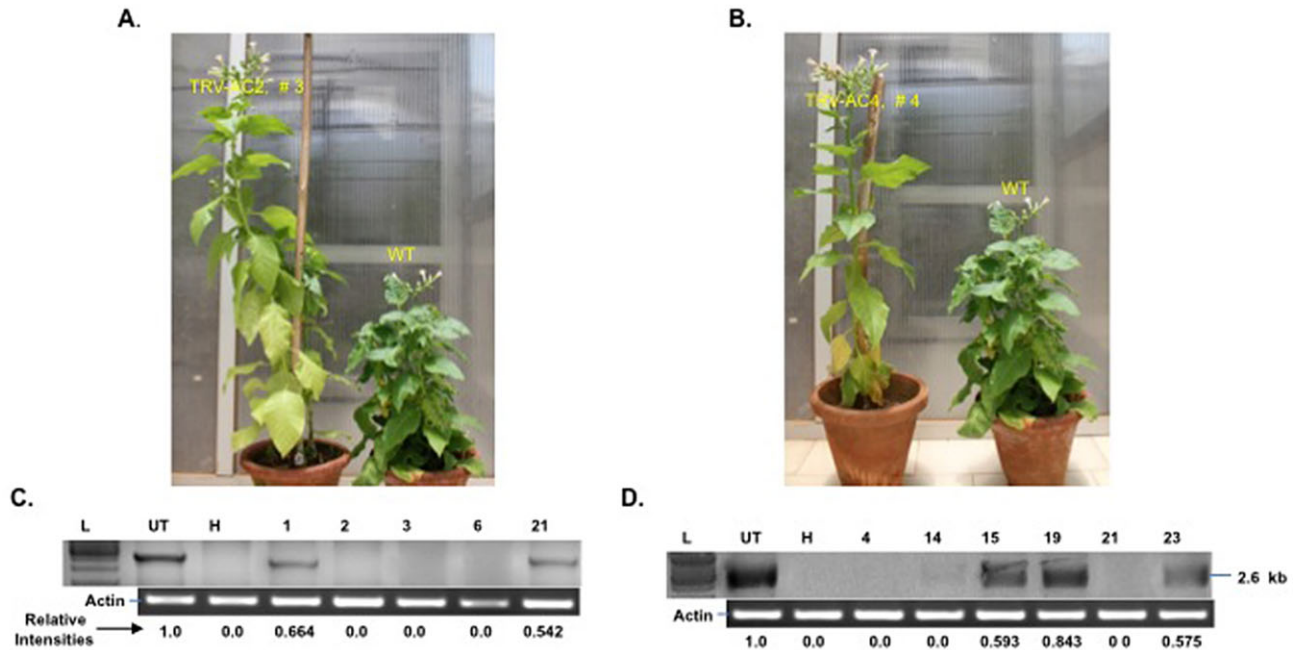 A.
B.
TRV-AC2, # 3
WT
TRV-AC4, # 4
WT
C.
L UT H 1 2 3 6 21
Actin
Relative
Intensities
1.0 0.0 0.664 0.0 0.0 0.0 0.542
D.
L UT H 4 14 15 19 21 23
2.6 kb
Actin
1.0 0.0 0.0 0.0 0.593 0.843 0 0 0.575